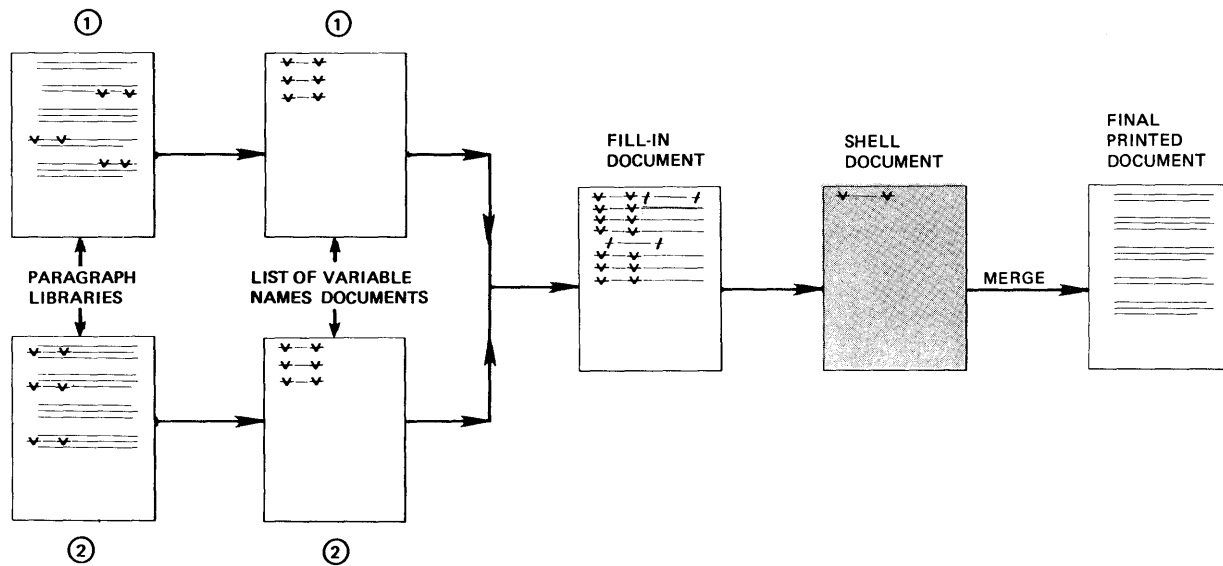 1
1
PARAGRAPH
LIBRARIES
LIST OF VARIABLE
NAMES DOCUMENTS
2
2
FILL-IN
DOCUMENT
SHELL
DOCUMENT
MERGE
FINAL
PRINTED
DOCUMENT